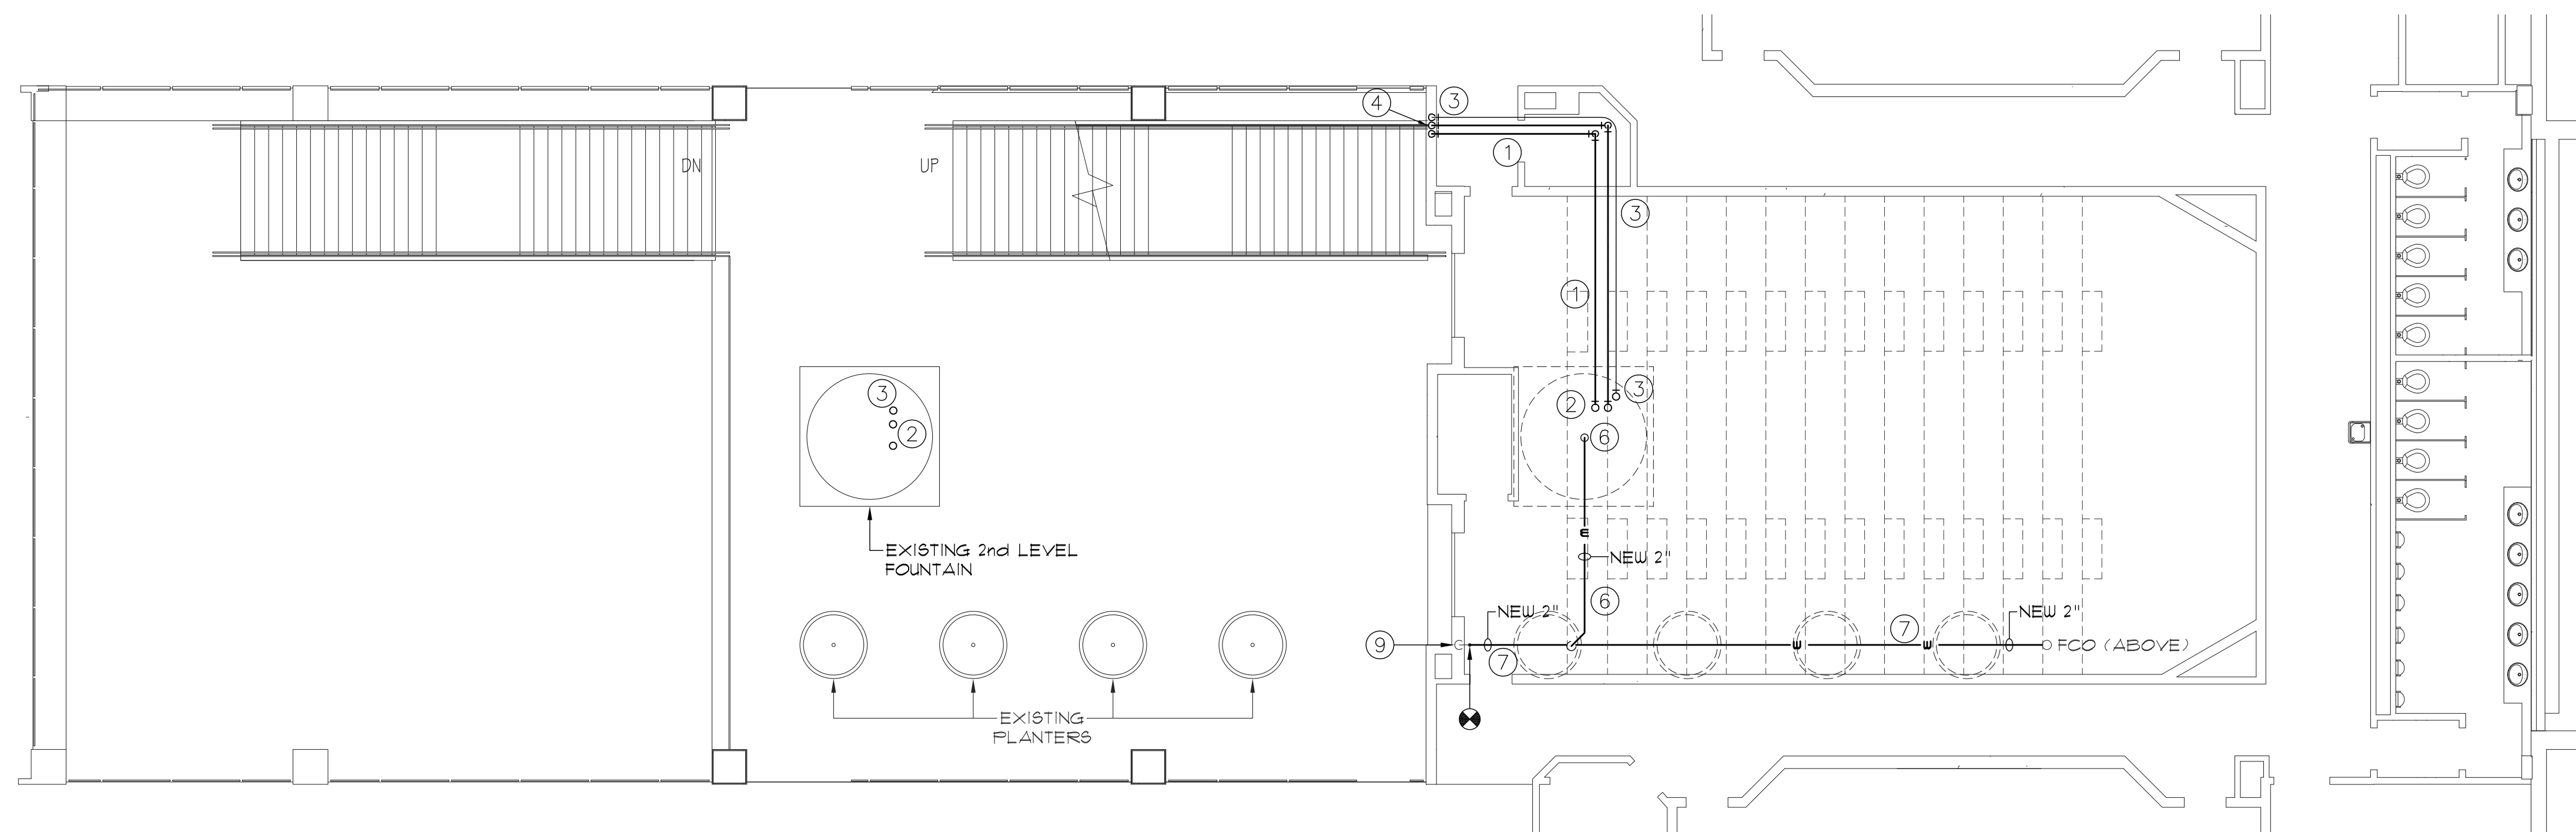 4
3
1
DN
UP
3
1
3
2
3
2
6
EXISTING 2nd LEVEL
FOUNTAIN
W
NEW 2"
6
NEW 2"
NEW 2"
7
9
W
W
FCO (ABOVE)
7
EXISTING
PLANTERS